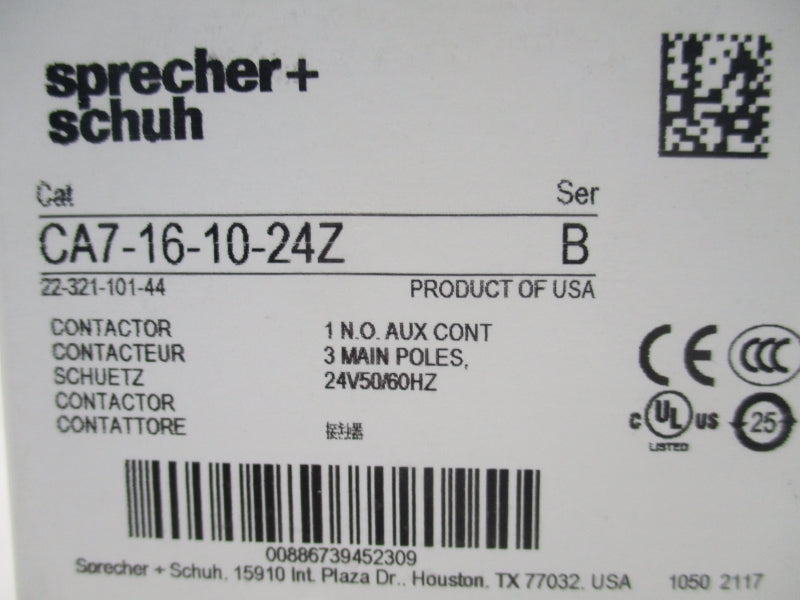 sprecher+
schuh
Cat Ser
CA7-16-10-24Z B
22-321-101-44 PRODUCT OF USA
CONTACTOR 1 N.O. AUX CONT
CONTACTEUR 3 MAIN POLES,
SCHUETZ 24V50/60HZ
CONTACTOR
CONTATTORE 接触器
CE CCC
c UL US 25
LISTED
00886739452309
Sprecher + Schuh, 15910 Int. Plaza Dr., Houston, TX 77032, USA 1050 2117